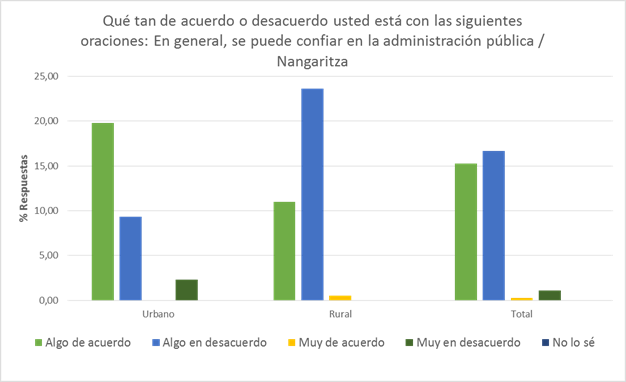 Qué tan de acuerdo o desacuerdo usted está con las siguientes
oraciones: En general, se puede confiar en la administración pública /
Nangaritza
25,00
20,00
15,00
10,00
5,00
0,00
% Respuestas
Urbano Rural Total
Algo de acuerdo Algo en desacuerdo Muy de acuerdo Muy en desacuerdo No lo sé